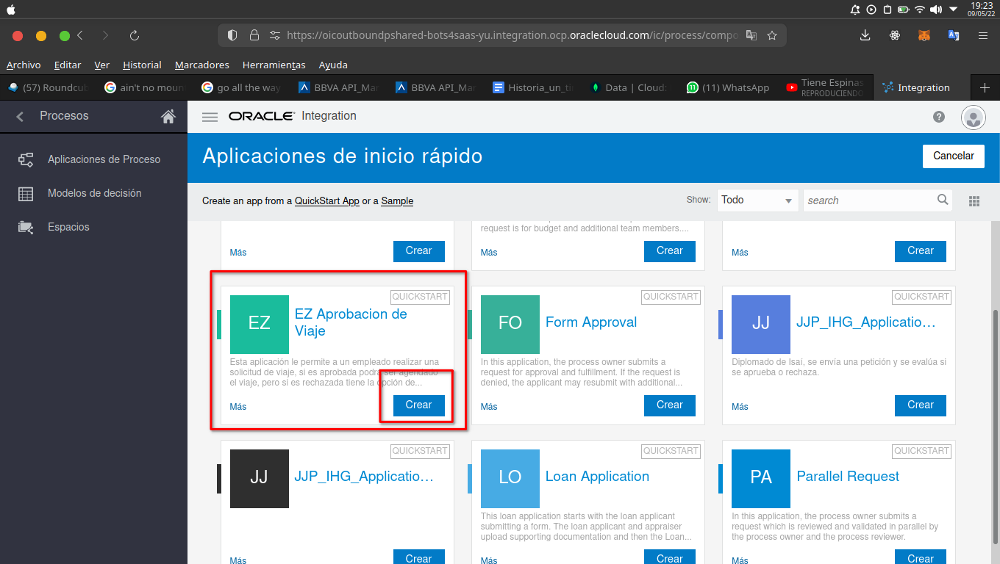 19:23
09/05/22
https://oicoutboundpshared-bots4saas-yu.integration.ocp.oraclecloud.com/ic/process/compo
Archivo Editar Ver Historial Marcadores Herramientas Ayuda
(57) Roundcub
ain't no moun
go all the way
BBVA API_Mar
BBVA API_Mar
Historia_un_ti
Data | Cloud:
11
(11) WhatsApp
Tiene Espinas
REPRODUCIENDO
Integration
Procesos
ORACLE Integration
Aplicaciones de Proceso
Modelos de decisión
Espacios
Aplicaciones de inicio rápido
Cancelar
Create an app from a QuickStart App or a Sample
Show: Todo
search
request is for budget and additional team members....
Más Crear
Más Crear
Más Crear
QUICKSTART
EZ
EZ Aprobacion de
Viaje
Esta aplicación le permite a un empleado realizar una
solicitud de viaje, si es aprobada podrá ser agendado
el viaje, pero si es rechazada tiene la opción de...
Más Crear
QUICKSTART
FO
Form Approval
In this application, the process owner submits a
request for approval and fulfillment. If the request is
denied, the applicant may resubmit with additional...
Más Crear
QUICKSTART
JJ
JJP_IHG_Applicatio...
Diplomado de Isaí, se envía una petición y se evalúa si
se aprueba o rechaza.
Más Crear
QUICKSTART
JJ
JJP_IHG_Applicatio...
Más Crear
QUICKSTART
LO
Loan Application
This loan application starts with the loan applicant
submitting a form. The loan applicant and appraiser
upload supporting documentation and then the Loan...
Más Crear
QUICKSTART
PA
Parallel Request
In this application, the process owner submits a
request which is reviewed and validated in parallel by
the process owner and the process reviewer.
Más Crear